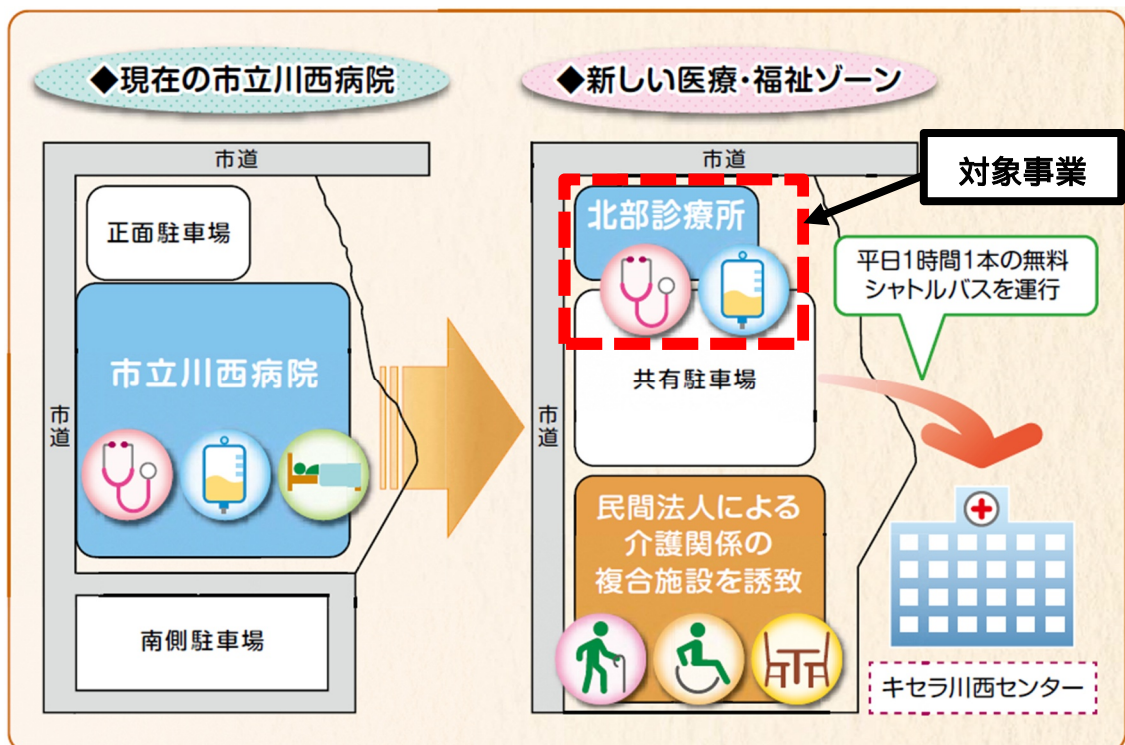 ◆現在の市立川西病院
市道
正面駐車場
市立川西病院
市道
南側駐車場
◆新しい医療・福祉ゾーン
市道
対象事業
北部診療所
平日1時間1本の無料
シャトルバスを運行
共有駐車場
市道
民間法人による
介護関係の
複合施設を誘致
キセラ川西センター